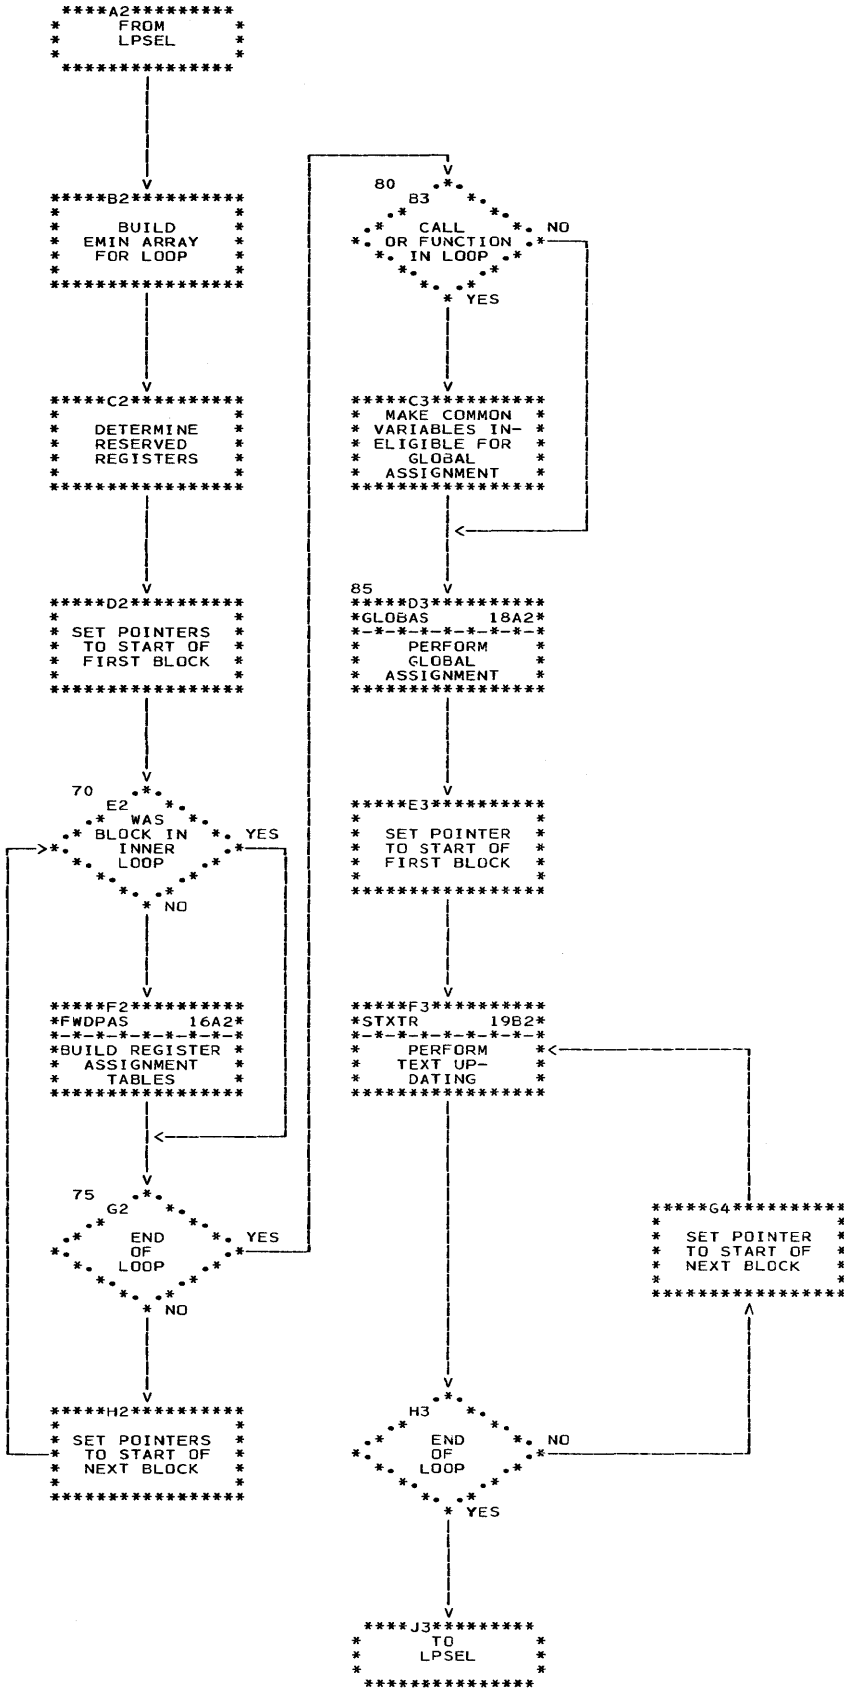 A2
FROM
LPSEL
B2
BUILD
EMIN ARRAY
FOR LOOP
C2
DETERMINE
RESERVED
REGISTERS
D2
SET POINTERS
TO START OF
FIRST BLOCK
70
E2
WAS
BLOCK IN
INNER
LOOP
YES
NO
F2
FWDPAS 16A2
BUILD REGISTER
ASSIGNMENT
TABLES
75
G2
END
OF
LOOP
YES
NO
H2
SET POINTERS
TO START OF
NEXT BLOCK
80
B3
CALL
OR FUNCTION
IN LOOP
NO
YES
C3
MAKE COMMON
VARIABLES IN-
ELIGIBLE FOR
GLOBAL
ASSIGNMENT
85
D3
GLOBAS 18A2
PERFORM
GLOBAL
ASSIGNMENT
E3
SET POINTER
TO START OF
FIRST BLOCK
F3
STXTR 19B2
PERFORM
TEXT UP-
DATING
G4
SET POINTER
TO START OF
NEXT BLOCK
H3
END
OF
LOOP
NO
YES
J3
TO
LPSEL